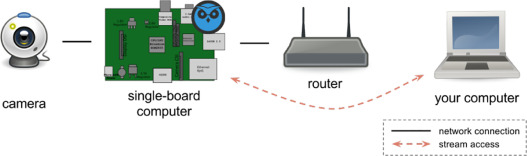 camera
single-board
computer
router
your computer
network connection
stream access